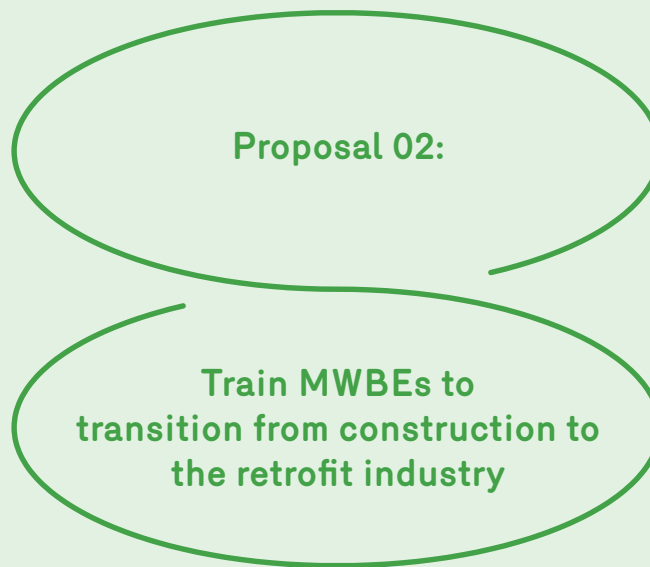 Proposal 02:
Train MWBEs to
transition from construction to
the retrofit industry